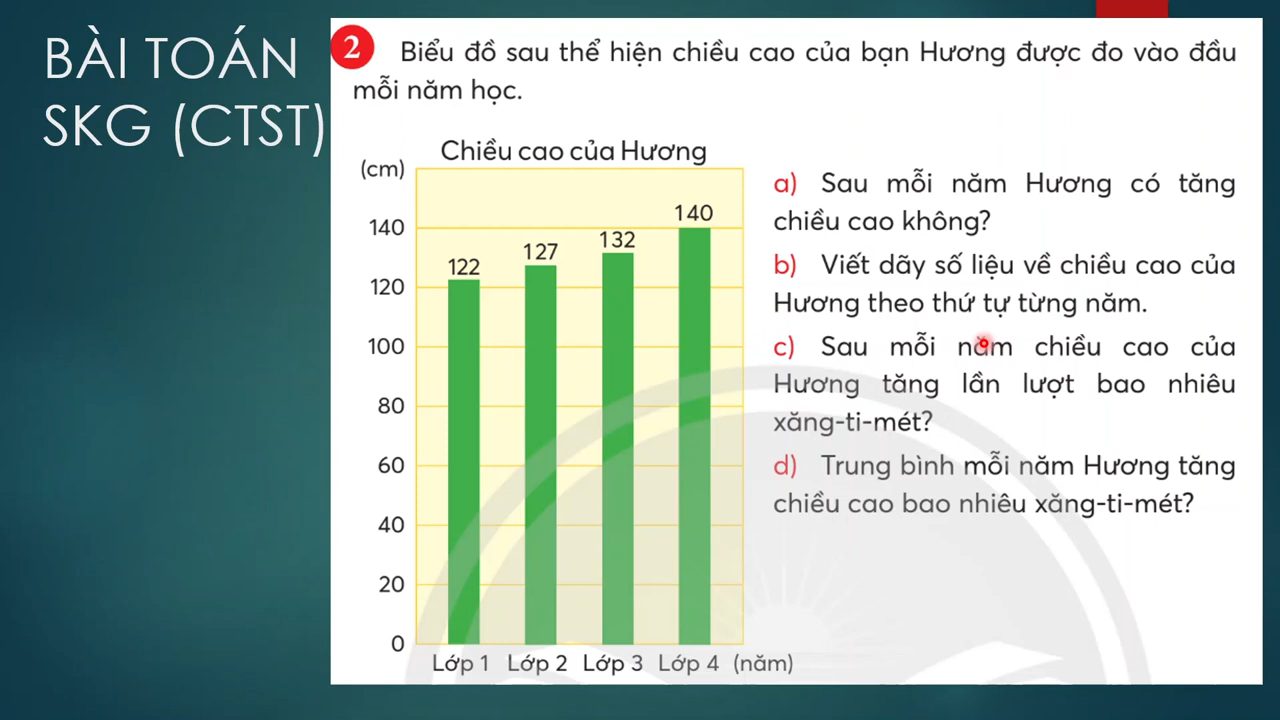 BÀI TOÁN
SKG (CTST)
2 Biểu đồ sau thể hiện chiều cao của bạn Hương được đo vào đầu
mỗi năm học.
Chiều cao của Hương
(cm)
140
120
100
80
60
40
20
0
122
127
132
140
Lớp 1 Lớp 2 Lớp 3 Lớp 4 (năm)
a) Sau mỗi năm Hương có tăng
chiều cao không?
b) Viết dãy số liệu về chiều cao của
Hương theo thứ tự từng năm.
c) Sau mỗi năm chiều cao của
Hương tăng lần lượt bao nhiêu
xăng-ti-mét?
d) Trung bình mỗi năm Hương tăng
chiều cao bao nhiêu xăng-ti-mét?